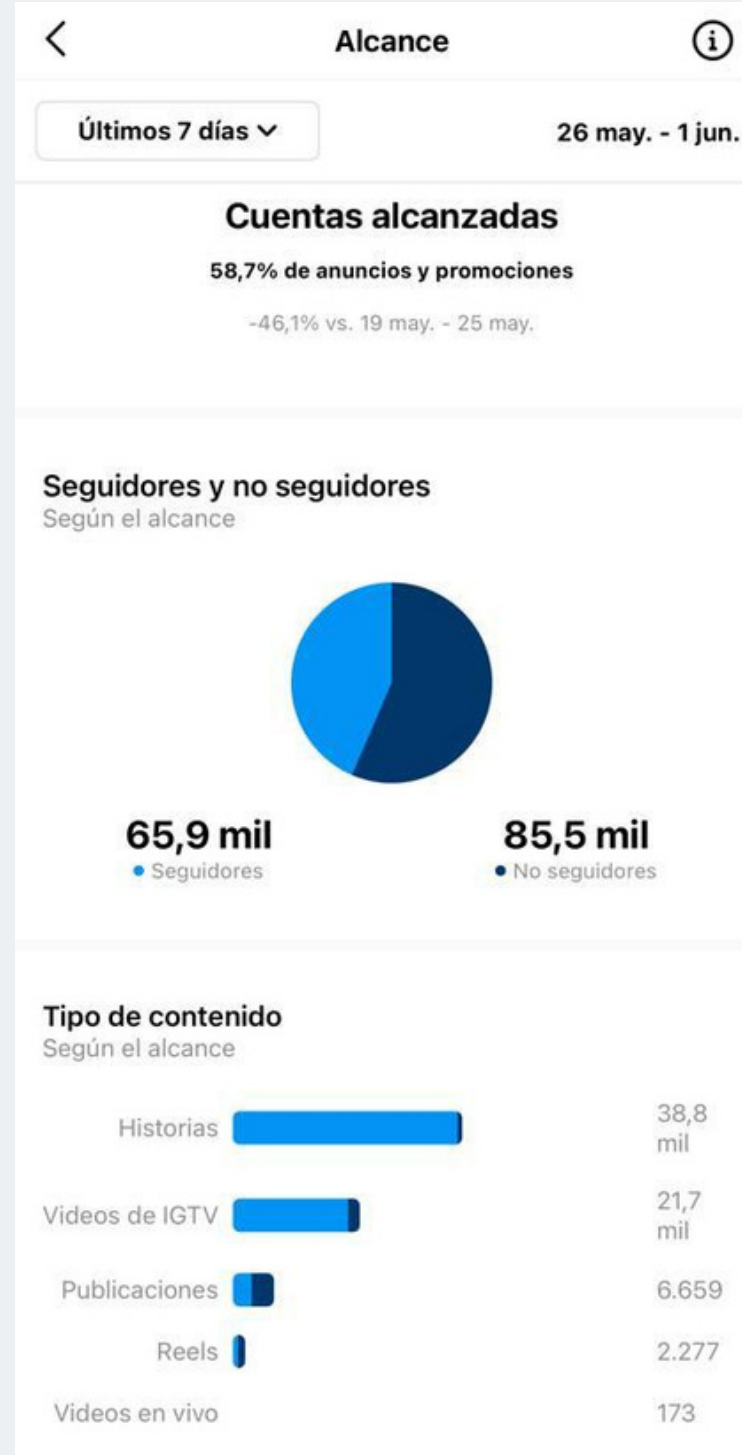 Alcance
Últimos 7 días
26 may. - 1 jun.
Cuentas alcanzadas
58,7% de anuncios y promociones
-46,1% vs. 19 may. - 25 may.
Seguidores y no seguidores
Según el alcance
65,9 mil
Seguidores
85,5 mil
No seguidores
Tipo de contenido
Según el alcance
Historias
38,8
mil
Videos de IGTV
21,7
mil
Publicaciones
6.659
Reels
2.277
Videos en vivo
173